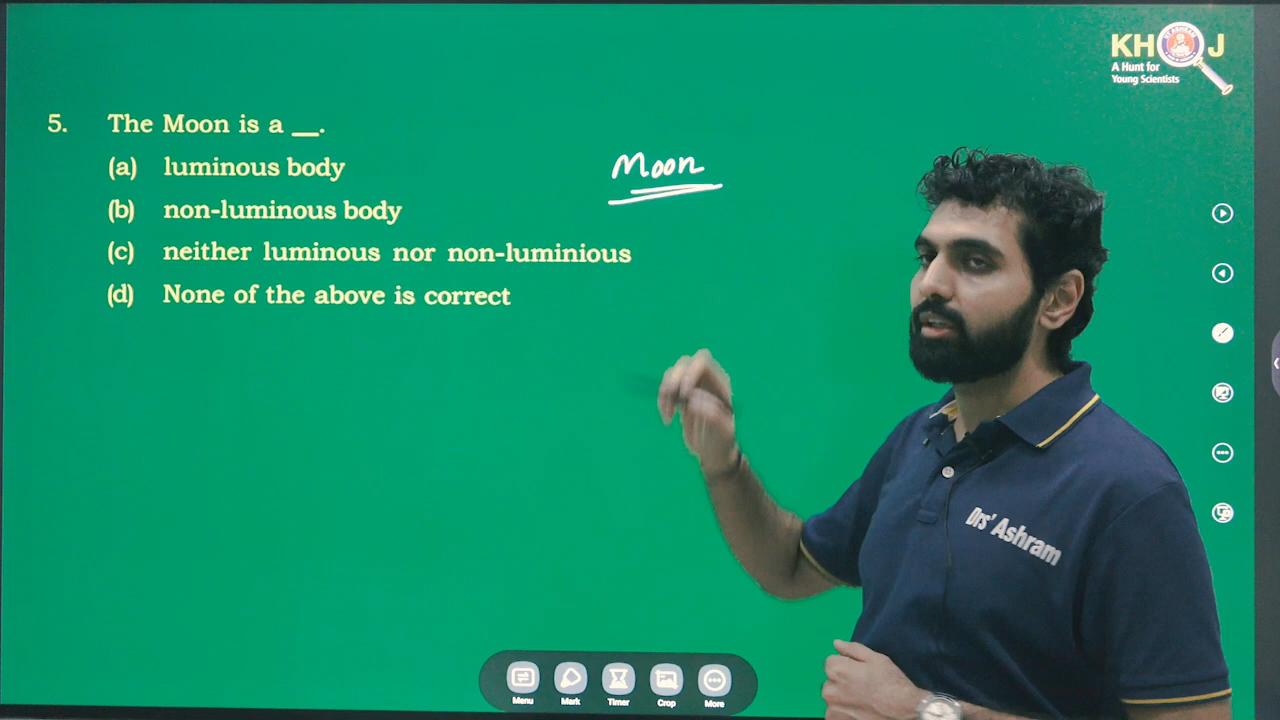 KH J
A Hunt for
Young Scientists
5. The Moon is a __.
(a) luminous body
(b) non-luminous body
(c) neither luminous nor non-luminious
(d) None of the above is correct
Moon
Drs' Ashram
Menu
Mark
Timer
Crop
More